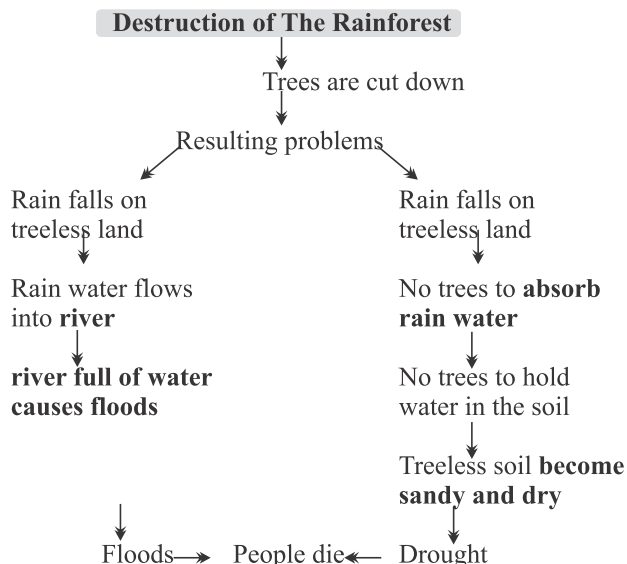 Destruction of The Rainforest
Trees are cut down
Resulting problems
Rain falls on
treeless land
Rain water flows
into river
river full of water
causes floods
Rain falls on
treeless land
No trees to absorb
rain water
No trees to hold
water in the soil
Treeless soil become
sandy and dry
Floods
People die
Drought